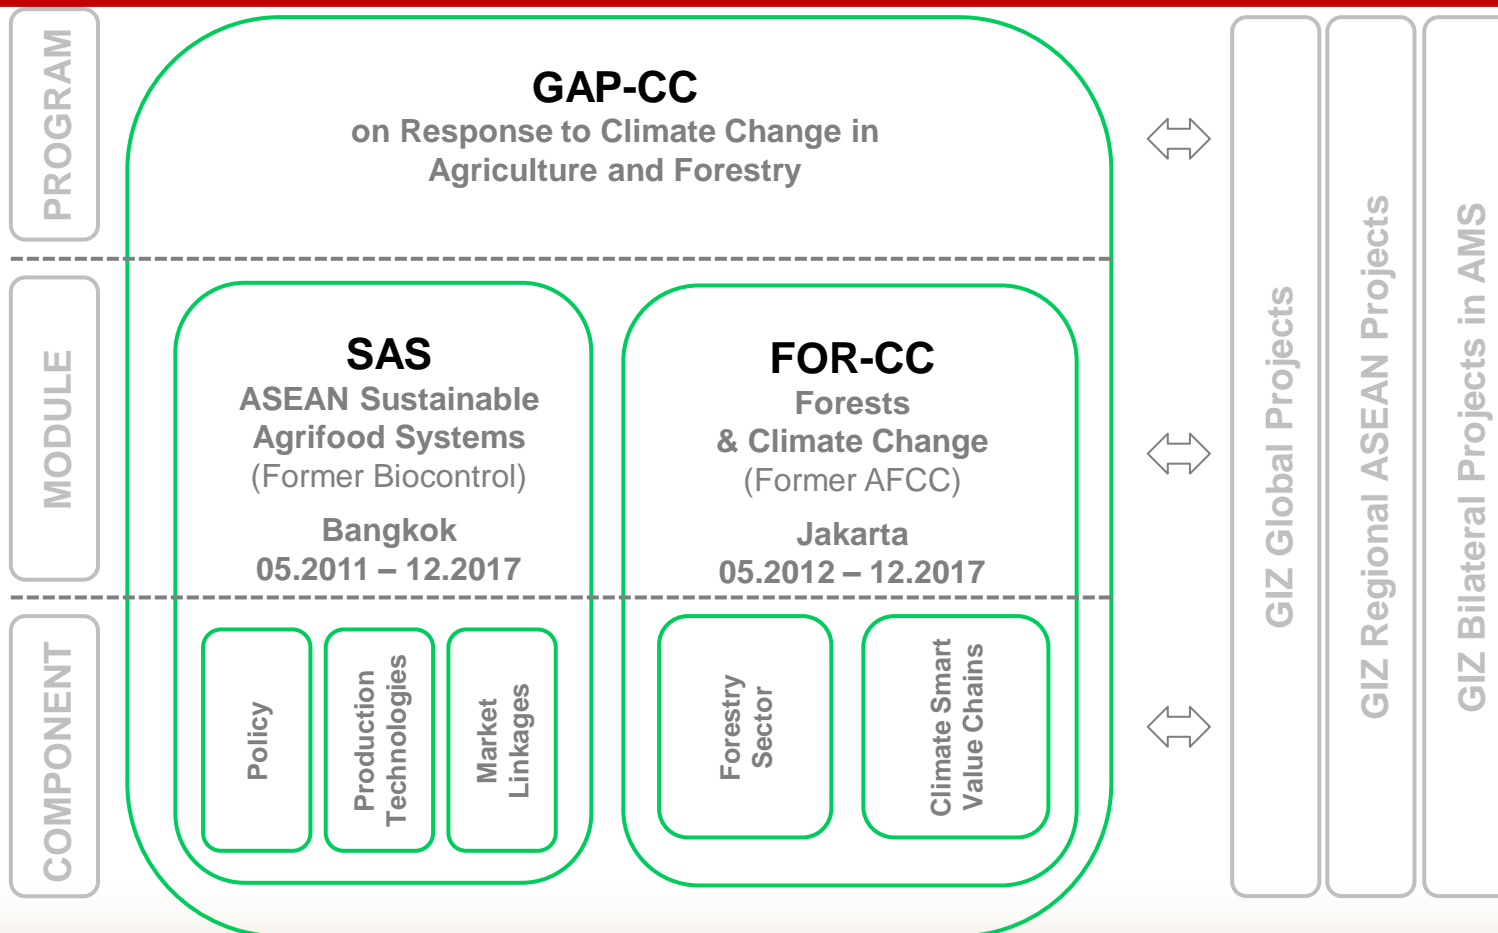 PROGRAM
GAP-CC
on Response to Climate Change in
Agriculture and Forestry
MODULE
SAS
ASEAN Sustainable
Agrifood Systems
(Former Biocontrol)
Bangkok
05.2011 – 12.2017
FOR-CC
Forests
& Climate Change
(Former AFCC)
Jakarta
05.2012 – 12.2017
COMPONENT
Policy
Production
Technologies
Market
Linkages
Forestry
Sector
Climate Smart
Value Chains
GIZ Global Projects
GIZ Regional ASEAN Projects
GIZ Bilateral Projects in AMS